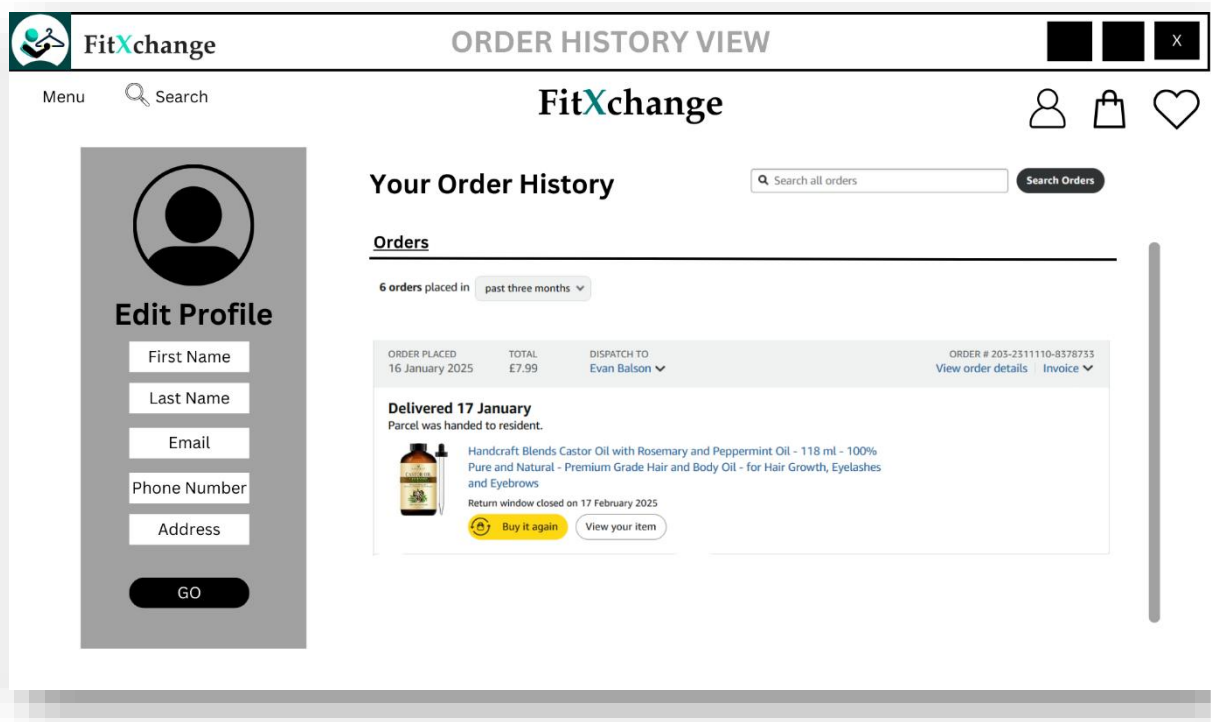 FitXchange
ORDER HISTORY VIEW
X
Menu
Search
FitXchange
Edit Profile
First Name
Last Name
Email
Phone Number
Address
GO
Your Order History
Search all orders
Search Orders
Orders
6 orders placed in past three months
ORDER PLACED TOTAL DISPATCH TO ORDER # 203-2311110-8378733
16 January 2025 £7.99 Evan Balson View order details Invoice
Delivered 17 January
Parcel was handed to resident.
CASTOR OIL
Handcraft Blends Castor Oil with Rosemary and Peppermint Oil - 118 ml - 100%
Pure and Natural - Premium Grade Hair and Body Oil - for Hair Growth, Eyelashes
and Eyebrows
Return window closed on 17 February 2025
Buy it again
View your item